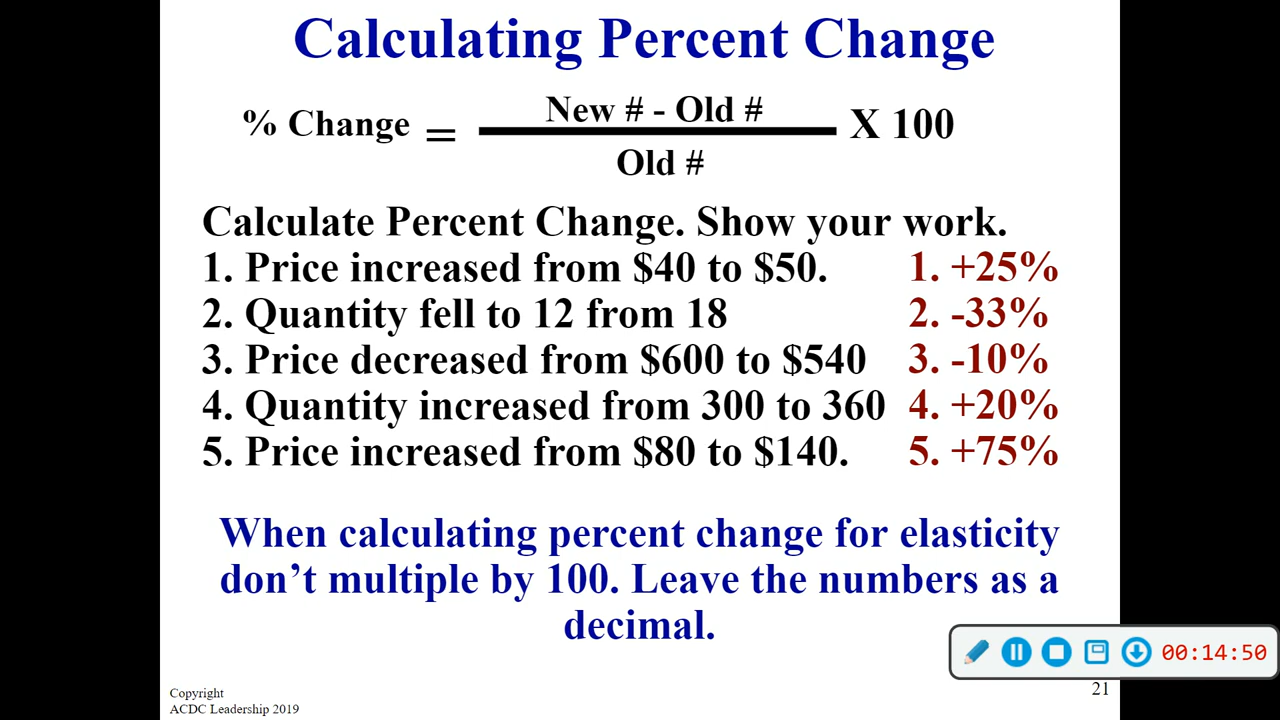 Calculating Percent Change
% Change = New # - Old # X 100
Old #
Calculate Percent Change. Show your work.
1. Price increased from $40 to $50. 1. +25%
2. Quantity fell to 12 from 18 2. -33%
3. Price decreased from $600 to $540 3. -10%
4. Quantity increased from 300 to 360 4. +20%
5. Price increased from $80 to $140. 5. +75%
When calculating percent change for elasticity
don’t multiple by 100. Leave the numbers as a
decimal.
00:14:50
Copyright
ACDC Leadership 2019
21